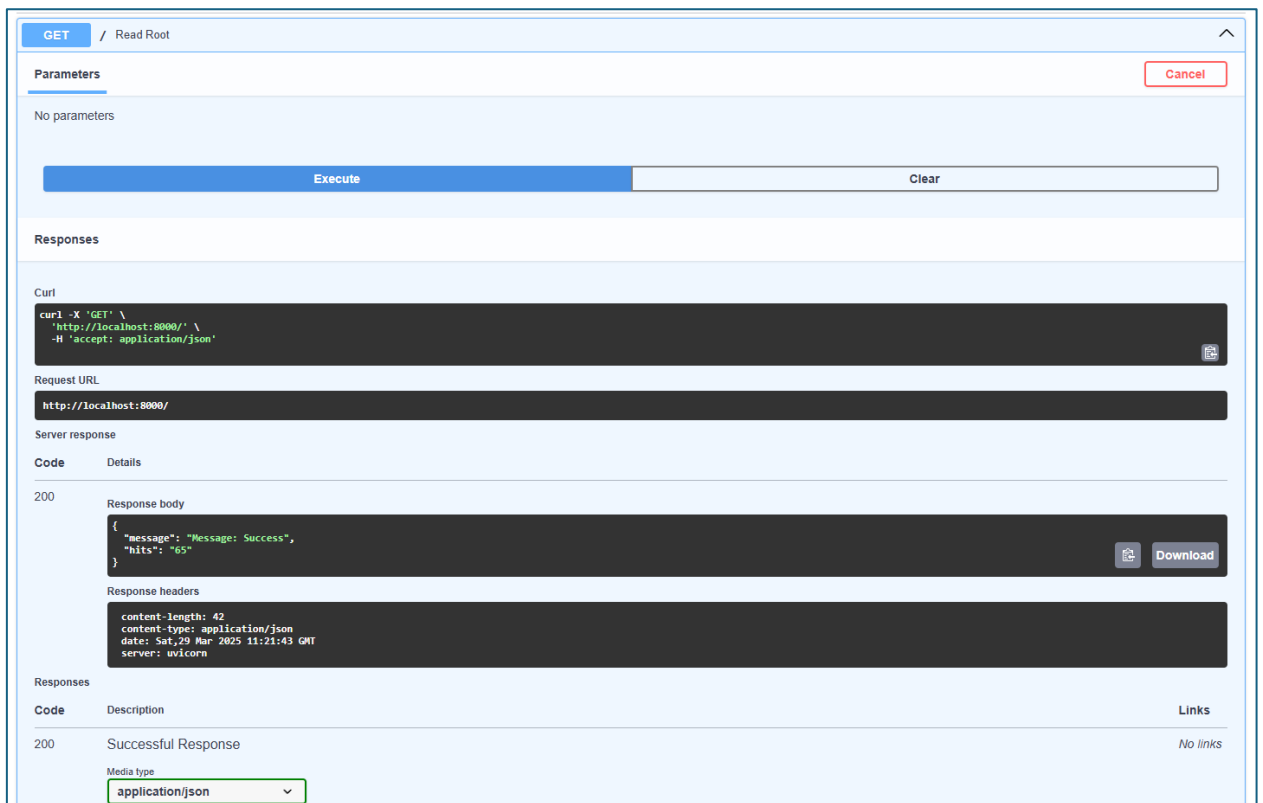 GET / Read Root
Parameters
Cancel
No parameters
Execute
Clear
Responses
Curl
curl -X 'GET' \
'http://localhost:8000/' \
-H 'accept: application/json'
Request URL
http://localhost:8000/
Server response
Code Details
200
Response body
{
"message": "Message: Success",
"hits": "65"
}
Download
Response headers
content-length: 42
content-type: application/json
date: Sat,29 Mar 2025 11:21:43 GMT
server: uvicorn
Responses
Code Description Links
200 Successful Response No links
Media type
application/json